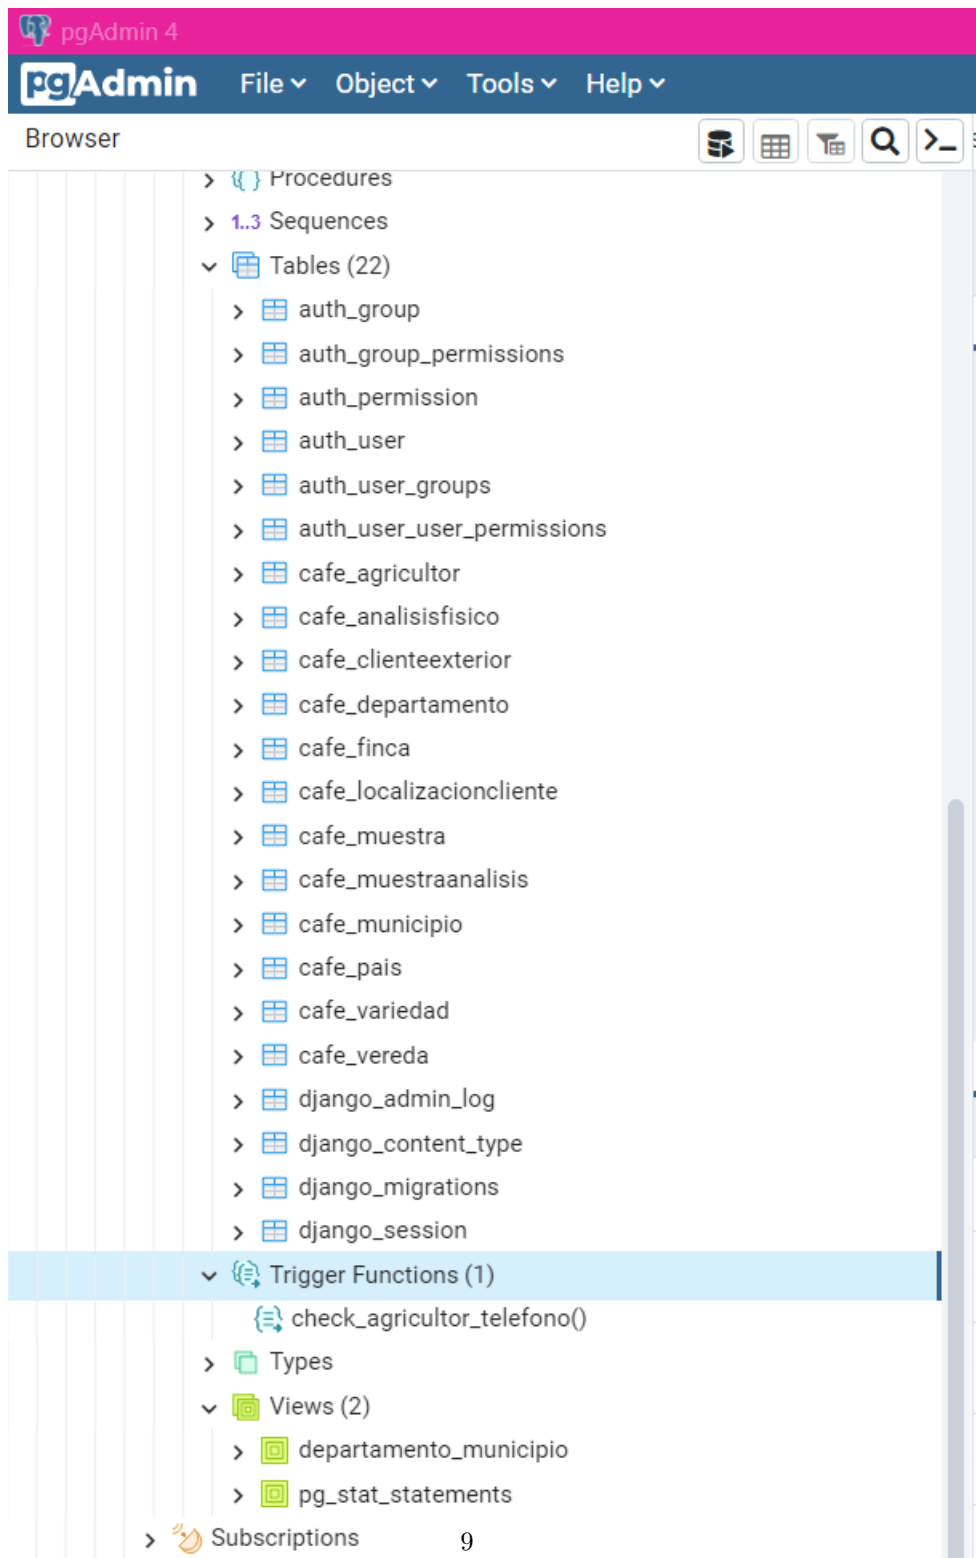 pgAdmin 4
pgAdmin File Object Tools Help
Browser
Procedures
1..3 Sequences
Tables (22)
auth_group
auth_group_permissions
auth_permission
auth_user
auth_user_groups
auth_user_user_permissions
cafe_agricultor
cafe_analisisfisico
cafe_clienteexterior
cafe_departamento
cafe_finca
cafe_localizacioncliente
cafe_muestra
cafe_muestraanalisis
cafe_municipio
cafe_pais
cafe_variedad
cafe_vereda
django_admin_log
django_content_type
django_migrations
django_session
Trigger Functions (1)
check_agricultor_telefono()
Types
Views (2)
departamento_municipio
pg_stat_statements
Subscriptions
9